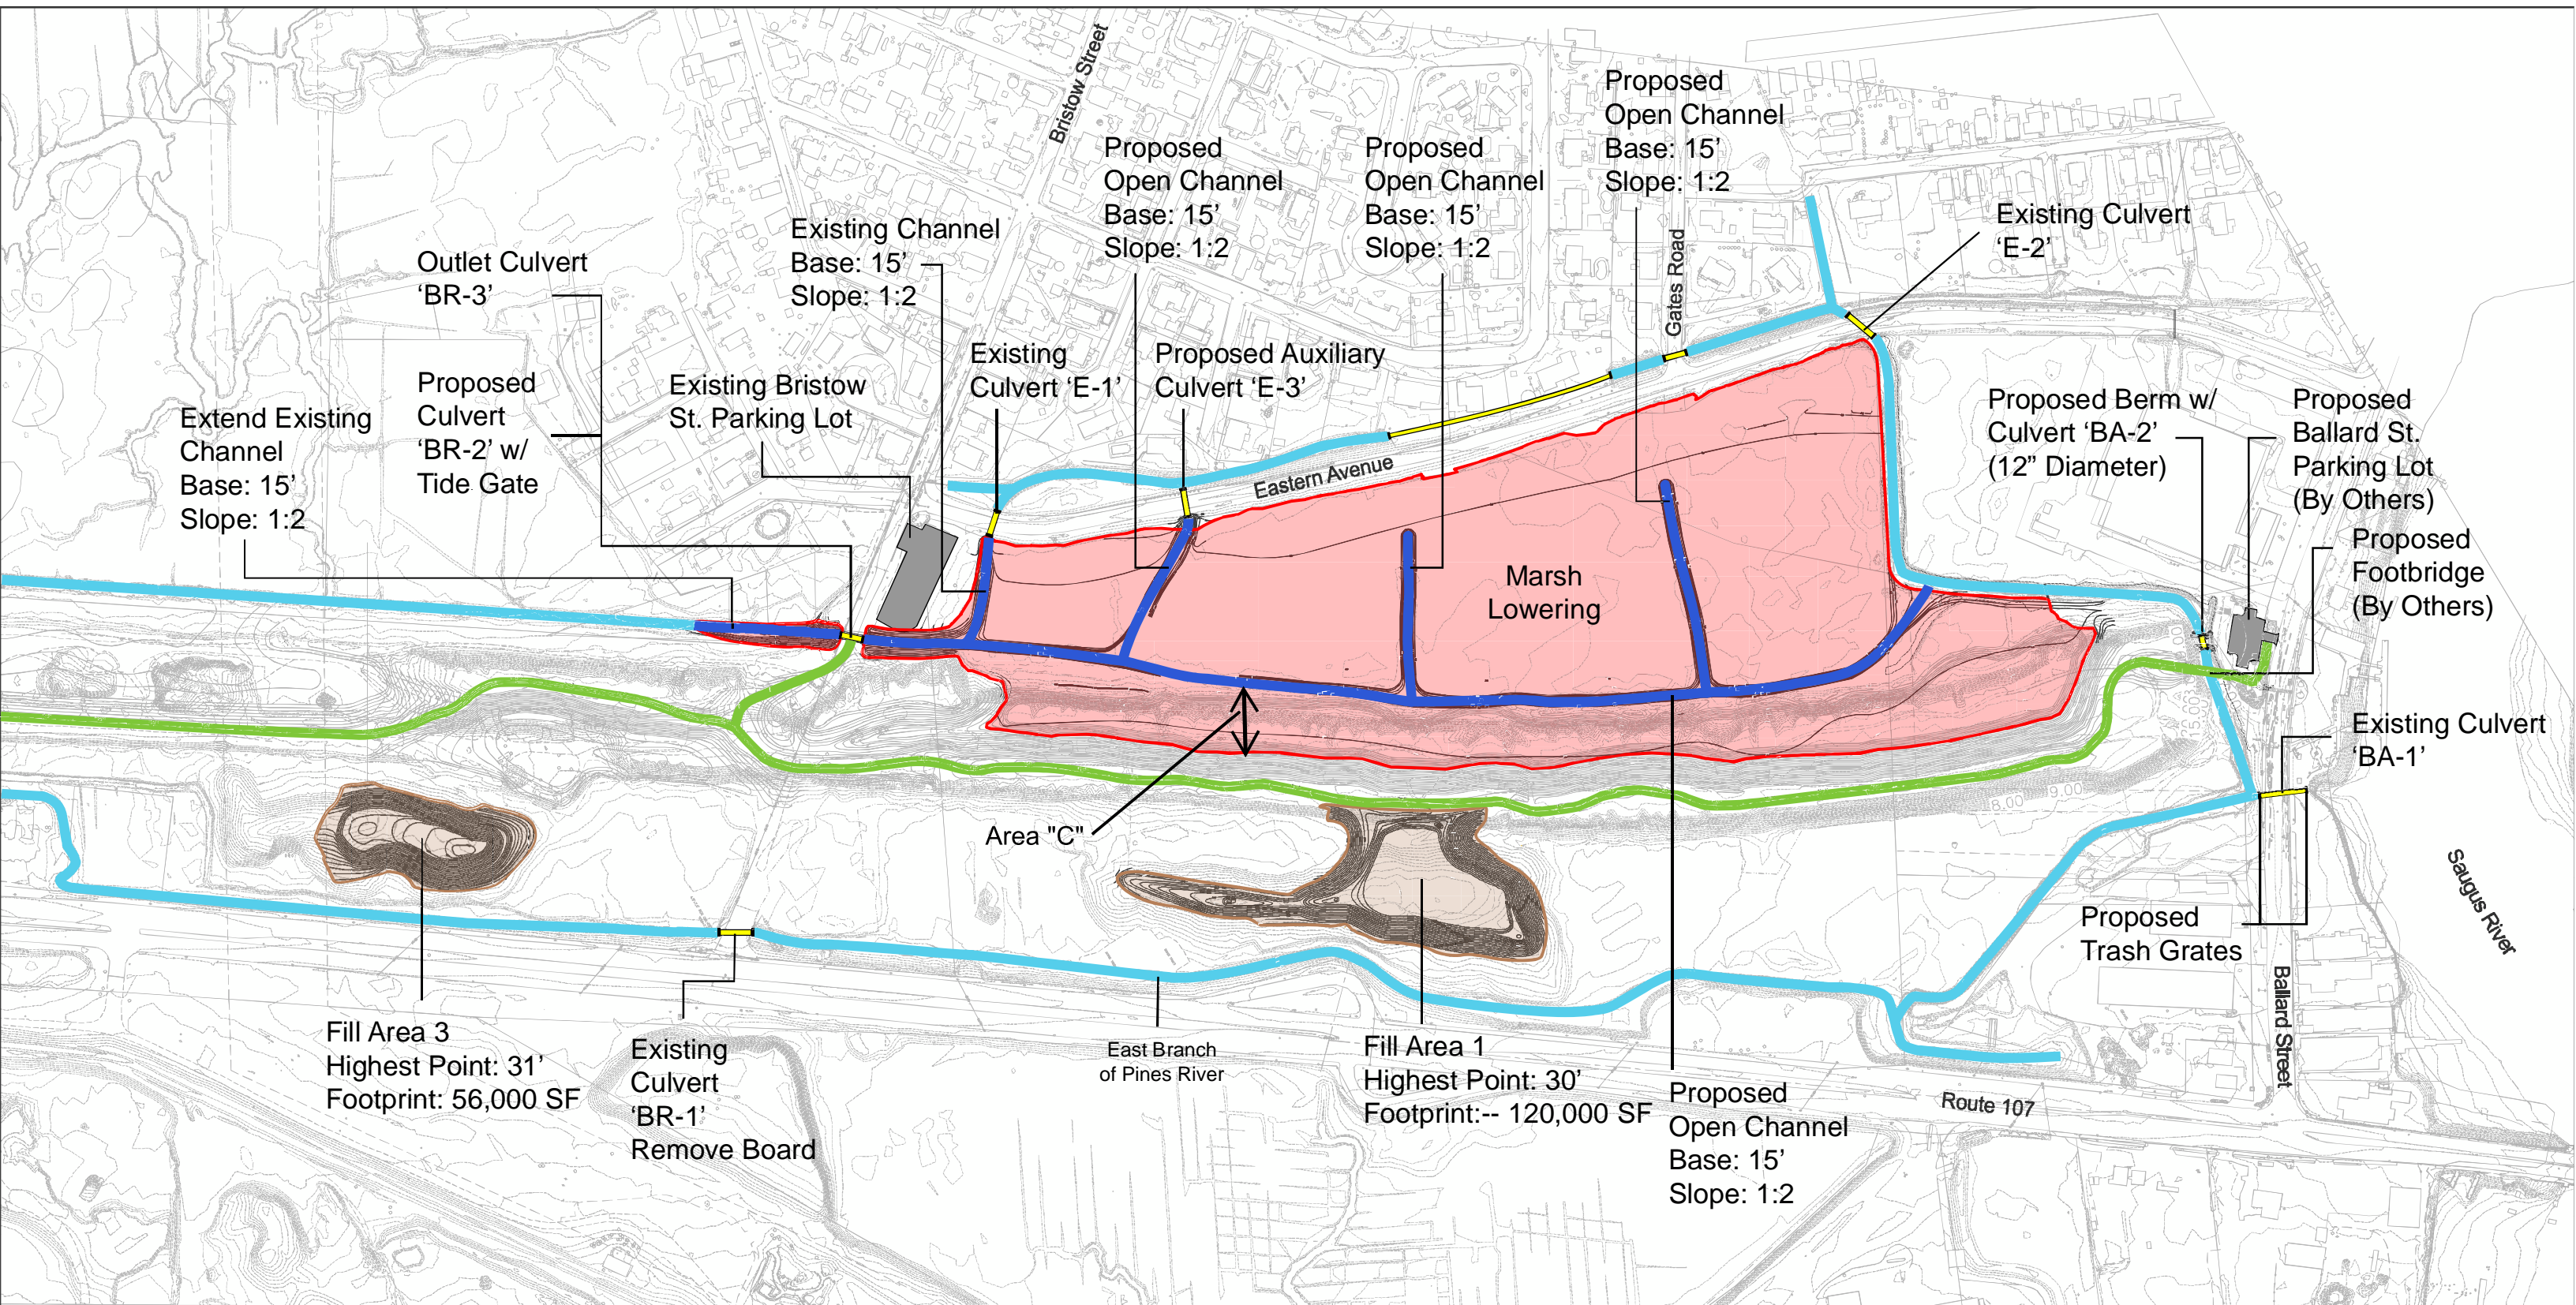 Bristow Street
Proposed
Open Channel
Base: 15'
Slope: 1:2
Proposed
Open Channel
Base: 15'
Slope: 1:2
Proposed
Open Channel
Base: 15'
Slope: 1:2
Gates Road
Existing Culvert
‘E-2’
Existing Channel
Base: 15'
Slope: 1:2
Outlet Culvert
‘BR-3’
Existing
Culvert ‘E-1’
Proposed Auxiliary
Culvert ‘E-3’
Proposed
Culvert
‘BR-2’ w/
Tide Gate
Existing Bristow
St. Parking Lot
Extend Existing
Channel
Base: 15'
Slope: 1:2
Eastern Avenue
Proposed Berm w/
Culvert ‘BA-2’
(12” Diameter)
Proposed
Ballard St.
Parking Lot
(By Others)
Proposed
Footbridge
(By Others)
Marsh
Lowering
15.00
Existing Culvert
‘BA-1’
8.00
9.00
Area "C"
Saugus River
Proposed
Trash Grates
Ballard Street
Fill Area 3
Highest Point: 31’
Footprint: 56,000 SF
Existing
Culvert
‘BR-1’
Remove Board
East Branch
of Pines River
Fill Area 1
Highest Point: 30’
Footprint:-- 120,000 SF
Proposed
Open Channel
Base: 15'
Slope: 1:2
Route 107